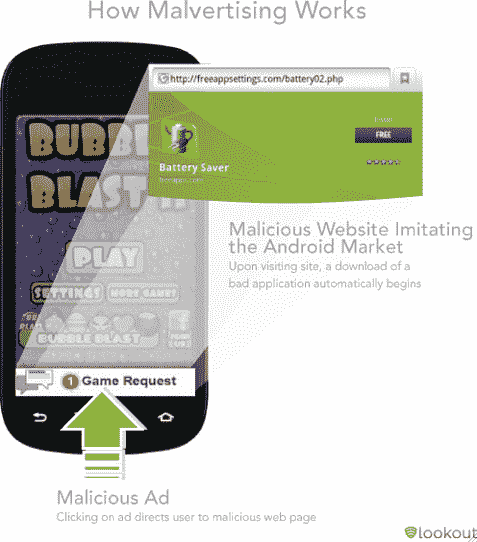 How Malvertising Works
http://freeappsettings.com/battery02.php
FREE
Battery Saver
BUBBLE
BLAST II
Malicious Website Imitating
the Android Market
Upon visiting site, a download of a
bad application automatically begins
PLAY
SETTINGS
MORE GAMES
BUBBLE BLAST
1 Game Request
Malicious Ad
Clicking on ad directs user to malicious web page
lookout